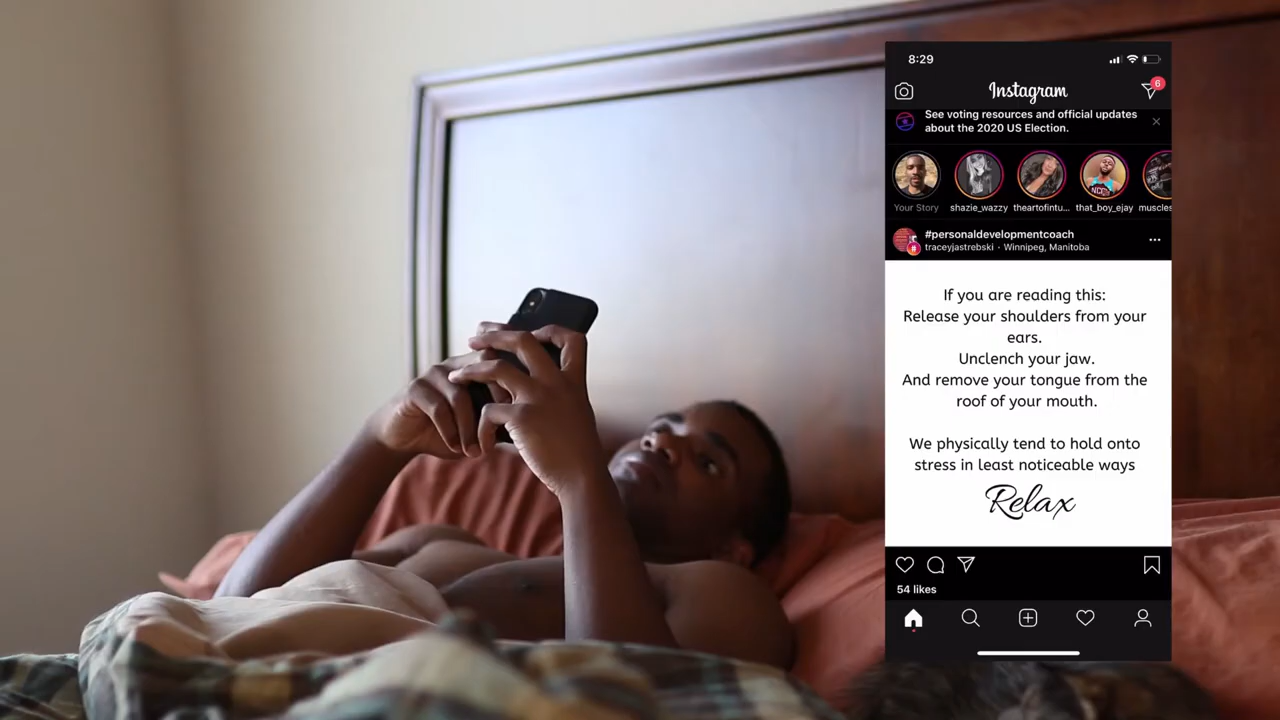 8:29
Instagram
6
See voting resources and official updates
about the 2020 US Election.
Your Story
shazie_wazzy
theartofintu...
that_boy_ejay
muscles
#personaldevelopmentcoach
traceyjastrebski · Winnipeg, Manitoba
If you are reading this:
Release your shoulders from your
ears.
Unclench your jaw.
And remove your tongue from the
roof of your mouth.
We physically tend to hold onto
stress in least noticeable ways
Relax
54 likes